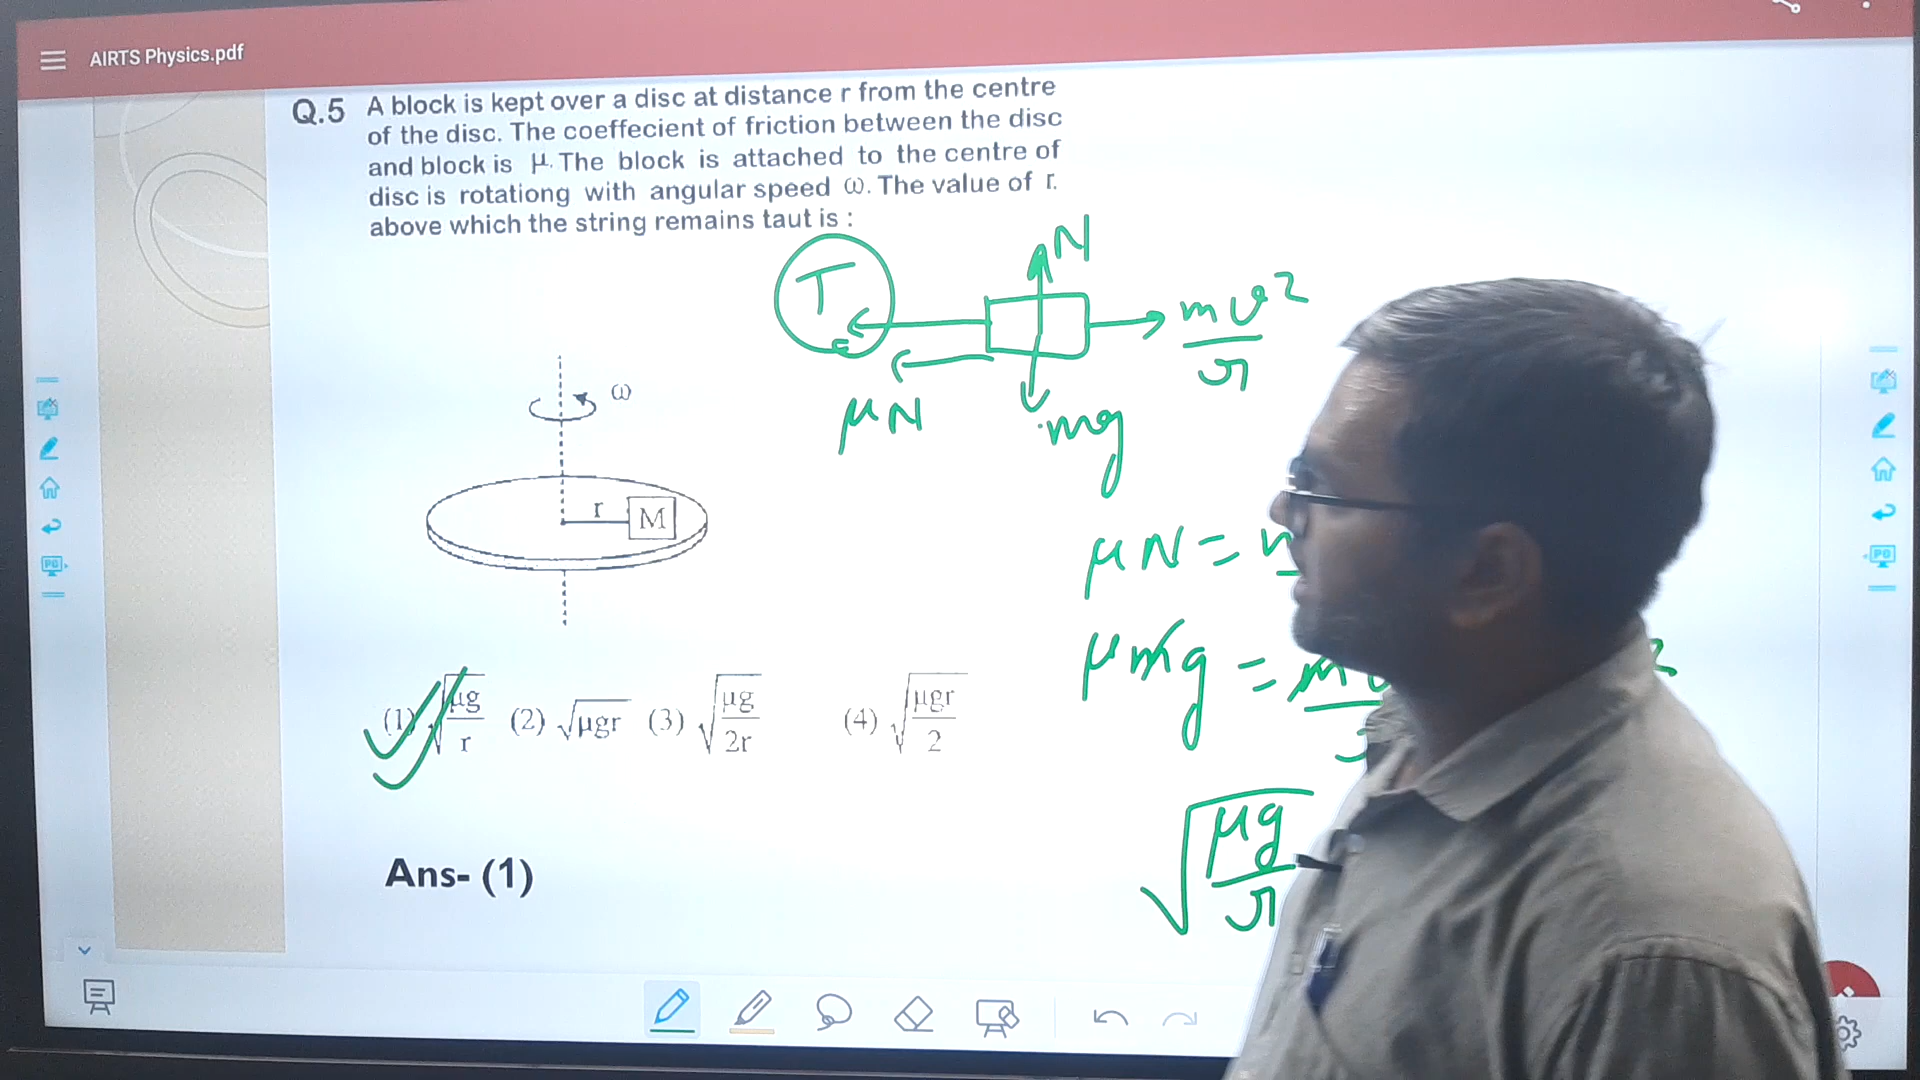 AIRTS Physics.pdf
Q.5 A block is kept over a disc at distance r from the centre
of the disc. The coeffecient of friction between the disc
and block is μ. The block is attached to the centre of
disc is rotationg with angular speed ω. The value of r.
above which the string remains taut is :
T
N
mv²
r
μN
mg
ω
r
M
μN =
μmg =
(1) √μg/r (2) √μgr (3) √μg/2r (4) √μgr/2
√μg/r
Ans- (1)
PG
PG